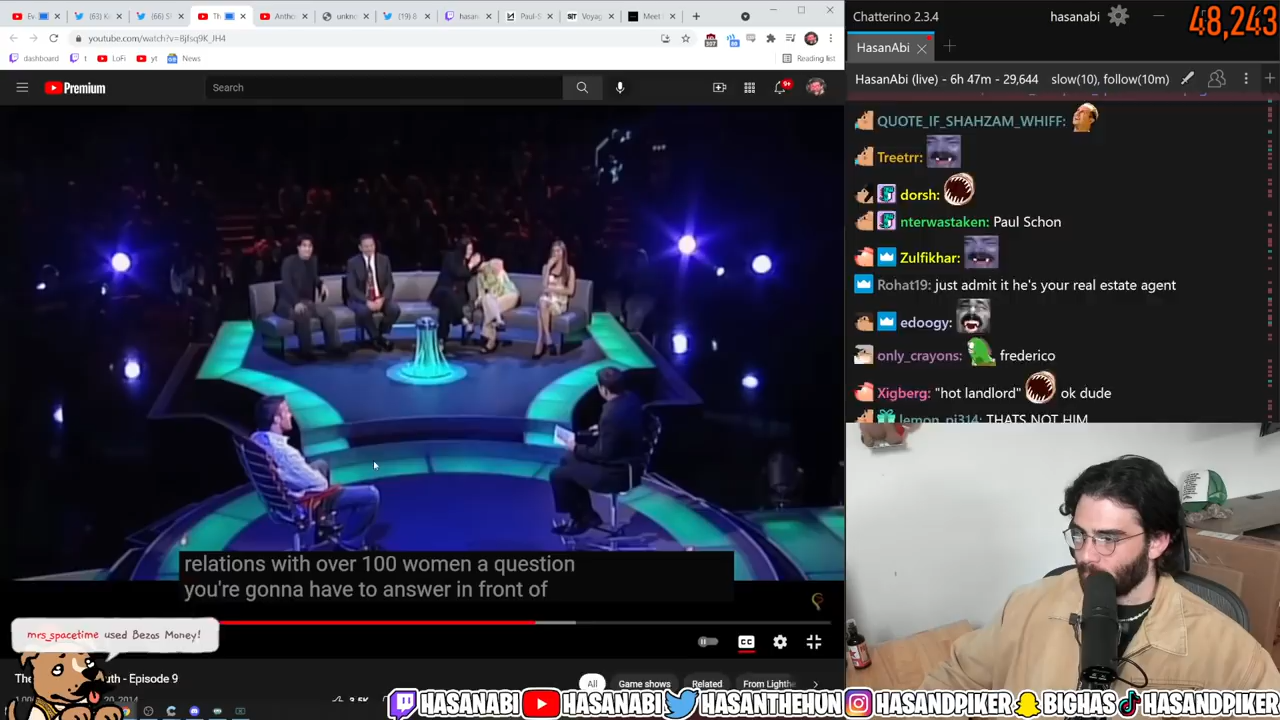 Chatterino 2.3.4
hasanabi
48,243
youtube.com/watch?v=8jfsq9K_JH4
dashboard
LoFi
yt
News
Reading list
HasanAbi
Premium
Search
9+
HasanAbi (live) - 6h 47m - 29,644
slow(10), follow(10m)
QUOTE_IF_SHAHZAM_WHIFF:
Treetrr:
dorsh:
nterwastaken: Paul Schon
Zulfikhar:
Rohat19: just admit it he's your real estate agent
edoogy:
only_crayons: frederico
Xigberg: "hot landlord" ok dude
lemon_pi314: THATS NOT HIM
relations with over 100 women a question
you're gonna have to answer in front of
mrs_spacetime used Bezos Money!
CC
uth - Episode 9
All
Game shows
Related
HASANABI
HASANABI
HASANTHEHUN
HASANDPIKER
BIGHAS
HASANDPIKER